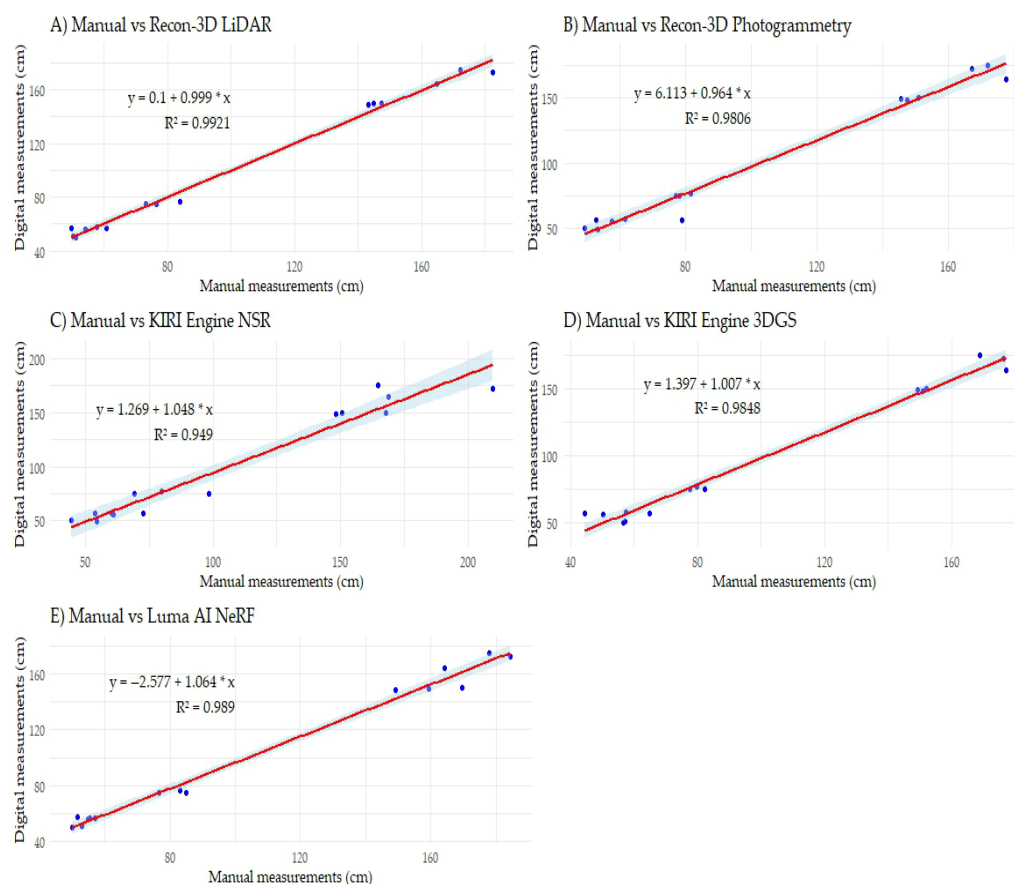 A) Manual vs Recon-3D LiDAR
Digital measurements (cm)
160
120
80
40
y = 0.1 + 0.999 * x
R² = 0.9921
80 120 160
Manual measurements (cm)
B) Manual vs Recon-3D Photogrammetry
Digital measurements (cm)
150
100
50
y = 6.113 + 0.964 * x
R² = 0.9806
80 120 160
Manual measurements (cm)
C) Manual vs KIRI Engine NSR
Digital measurements (cm)
200
150
100
50
y = 1.269 + 1.048 * x
R² = 0.949
50 100 150 200
Manual measurements (cm)
D) Manual vs KIRI Engine 3DGS
Digital measurements (cm)
150
100
50
y = 1.397 + 1.007 * x
R² = 0.9848
40 80 120 160
Manual measurements (cm)
E) Manual vs Luma AI NeRF
Digital measurements (cm)
160
120
80
40
y = −2.577 + 1.064 * x
R² = 0.989
80 160
Manual measurements (cm)